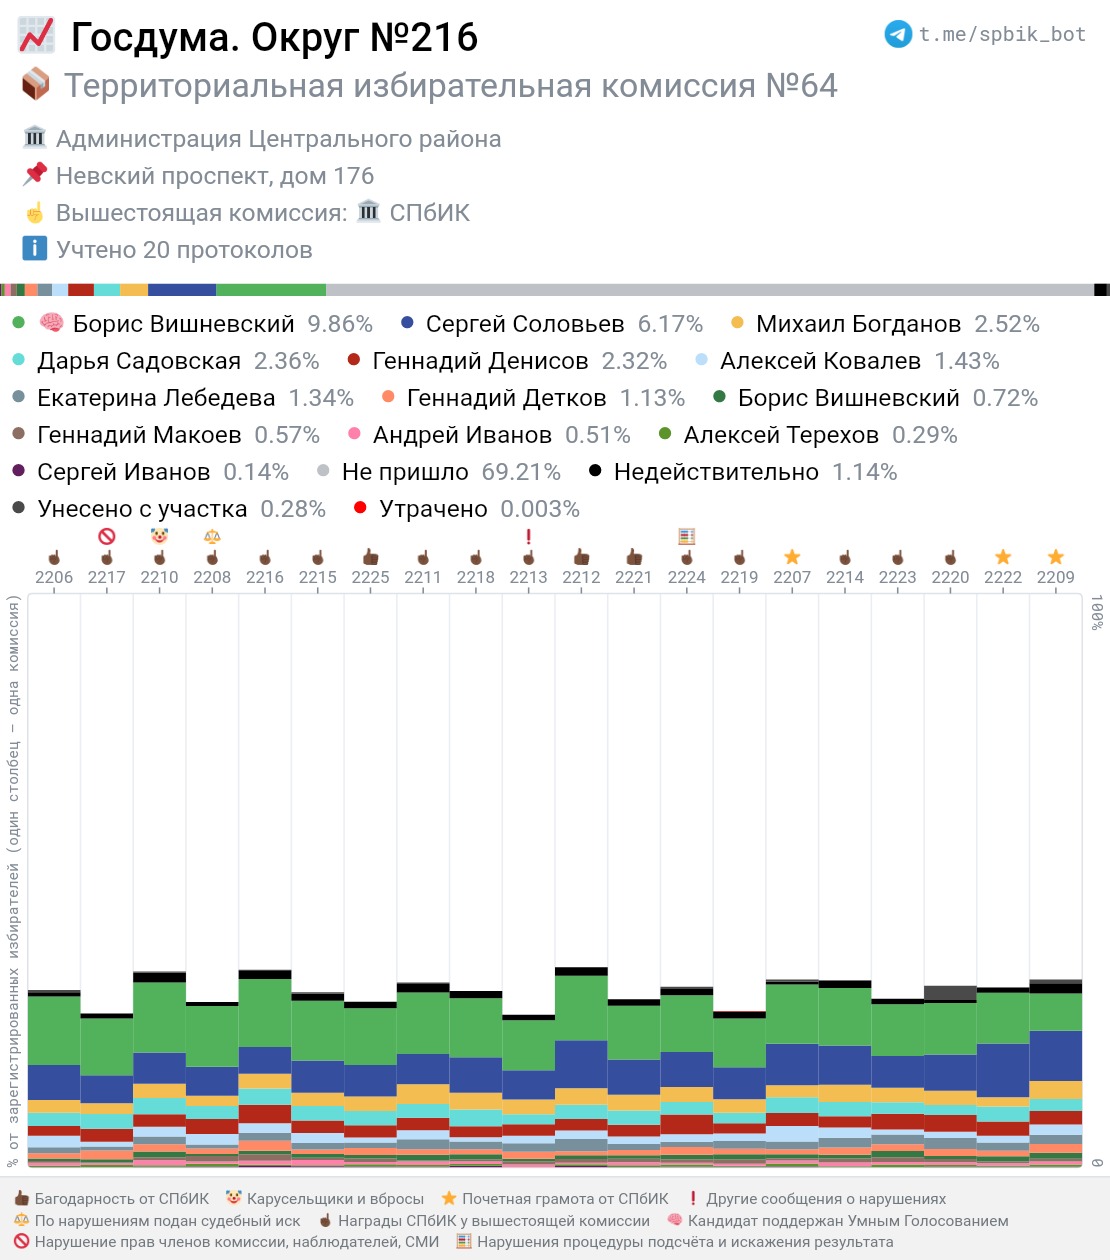 Госдума. Округ №216
t.me/spbik_bot
Территориальная избирательная комиссия №64
Администрация Центрального района
Невский проспект, дом 176
Вышестоящая комиссия: СПбИК
Учтено 20 протоколов
Борис Вишневский 9.86% Сергей Соловьев 6.17% Михаил Богданов 2.52%
Дарья Садовская 2.36% Геннадий Денисов 2.32% Алексей Ковалев 1.43%
Екатерина Лебедева 1.34% Геннадий Детков 1.13% Борис Вишневский 0.72%
Геннадий Макоев 0.57% Андрей Иванов 0.51% Алексей Терехов 0.29%
Сергей Иванов 0.14% Не пришло 69.21% Недействительно 1.14%
Унесено с участка 0.28% Утрачено 0.003%
2206 2217 2210 2208 2216 2215 2225 2211 2218 2213 2212 2221 2224 2219 2207 2214 2223 2220 2222 2209
% от зарегистрированных избирателей (один столбец – одна комиссия)
100%
0
Багодарность от СПбИК Карусельщики и вбросы Почетная грамота от СПбИК Другие сообщения о нарушениях
По нарушениям подан судебный иск Награды СПбИК у вышестоящей комиссии Кандидат поддержан Умным Голосованием
Нарушение прав членов комиссии, наблюдателей, СМИ Нарушения процедуры подсчёта и искажения результата